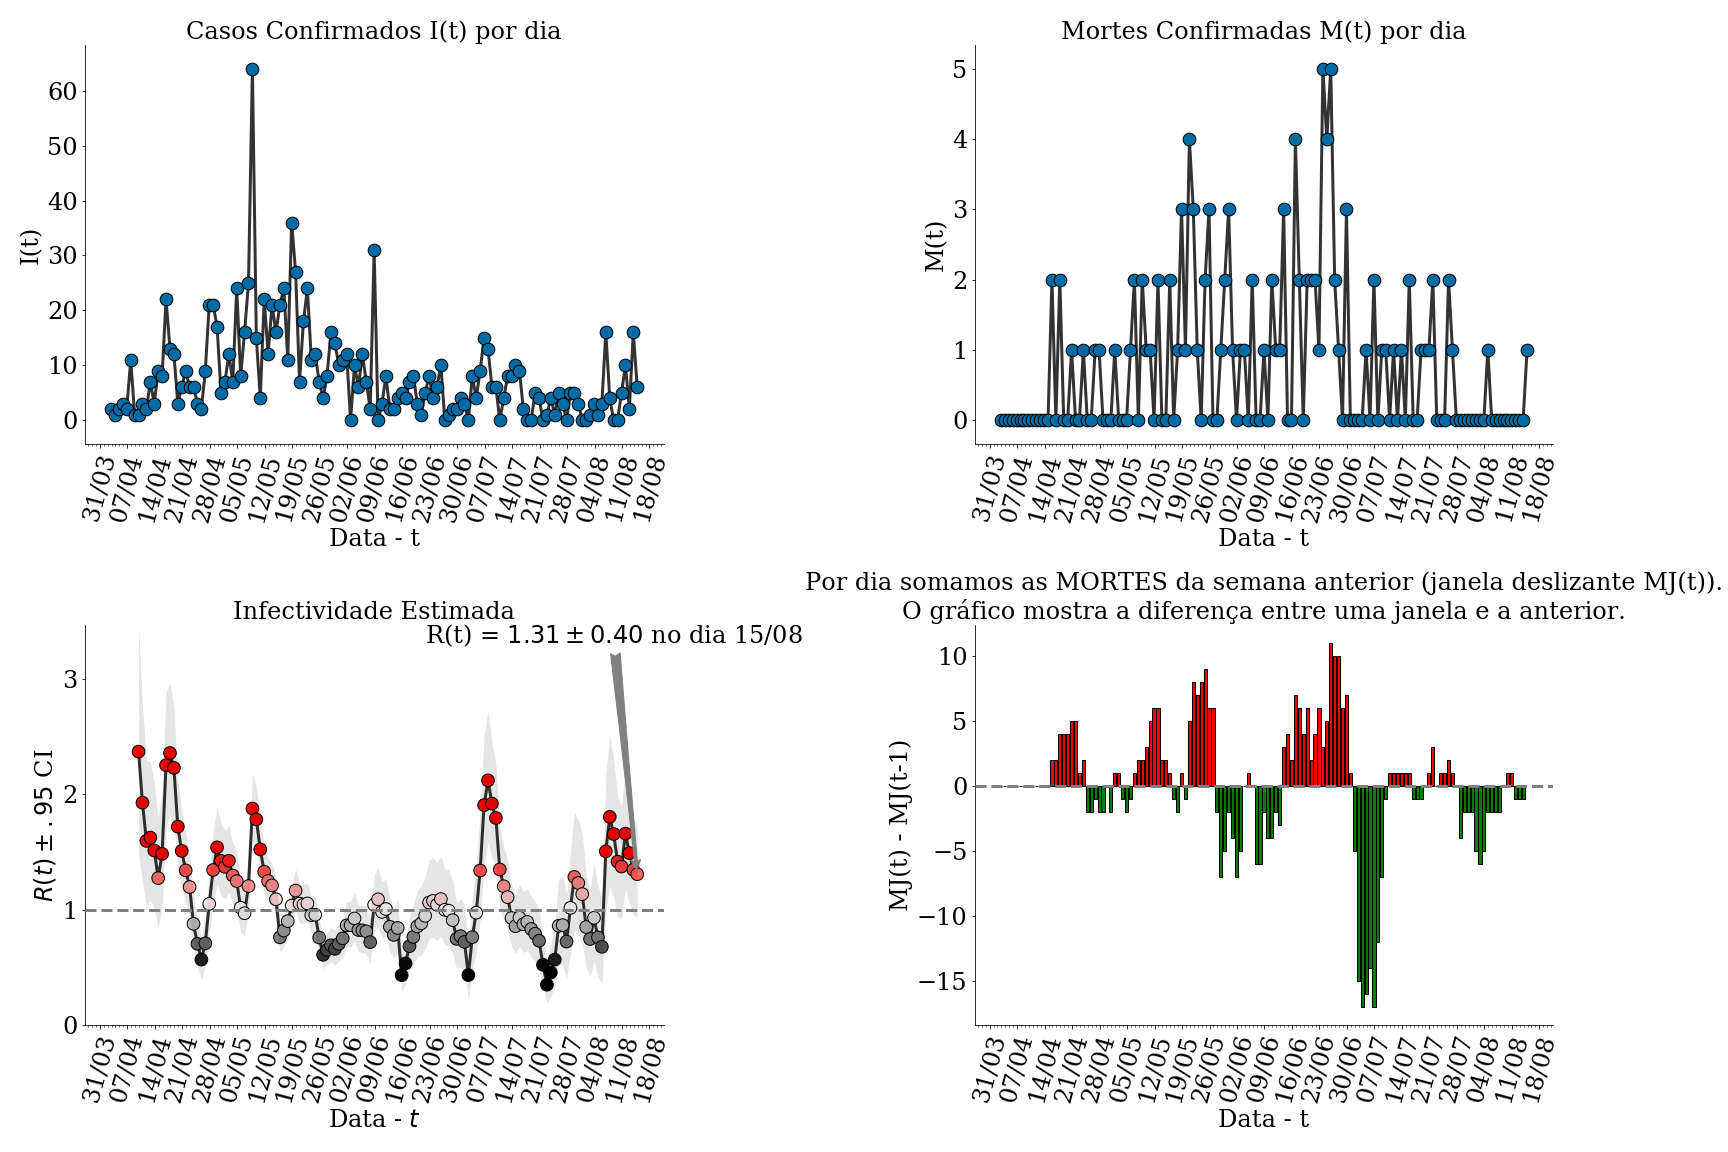 Casos Confirmados I(t) por dia
I(t)
60
50
40
30
20
10
0
31/03 07/04 14/04 21/04 28/04 05/05 12/05 19/05 26/05 02/06 09/06 16/06 23/06 30/06 07/07 14/07 21/07 28/07 04/08 11/08 18/08
Data - t
Mortes Confirmadas M(t) por dia
M(t)
5
4
3
2
1
0
31/03 07/04 14/04 21/04 28/04 05/05 12/05 19/05 26/05 02/06 09/06 16/06 23/06 30/06 07/07 14/07 21/07 28/07 04/08 11/08 18/08
Data - t
Infectividade Estimada
R(t) = 1.31 ± 0.40 no dia 15/08
R(t) ± .95 CI
3
2
1
0
31/03 07/04 14/04 21/04 28/04 05/05 12/05 19/05 26/05 02/06 09/06 16/06 23/06 30/06 07/07 14/07 21/07 28/07 04/08 11/08 18/08
Data - t
Por dia somamos as MORTES da semana anterior (janela deslizante MJ(t)).
O gráfico mostra a diferença entre uma janela e a anterior.
MJ(t) - MJ(t-1)
10
5
0
−5
−10
−15
31/03 07/04 14/04 21/04 28/04 05/05 12/05 19/05 26/05 02/06 09/06 16/06 23/06 30/06 07/07 14/07 21/07 28/07 04/08 11/08 18/08
Data - t